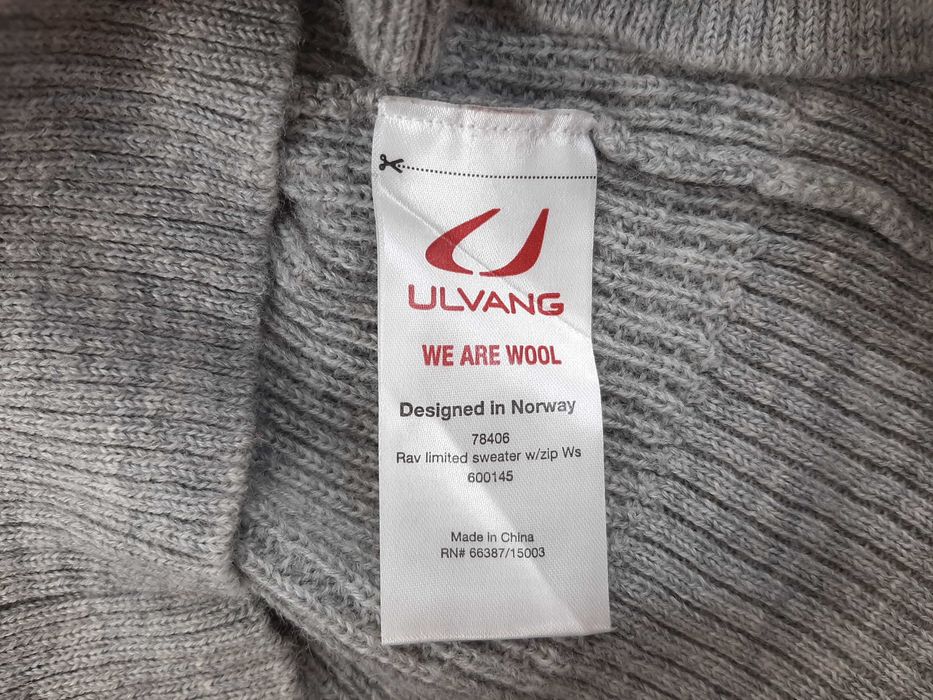 ULVANG
WE ARE WOOL
Designed in Norway
78406
Rav limited sweater w/zip Ws
600145
Made in China
RN# 66387/15003